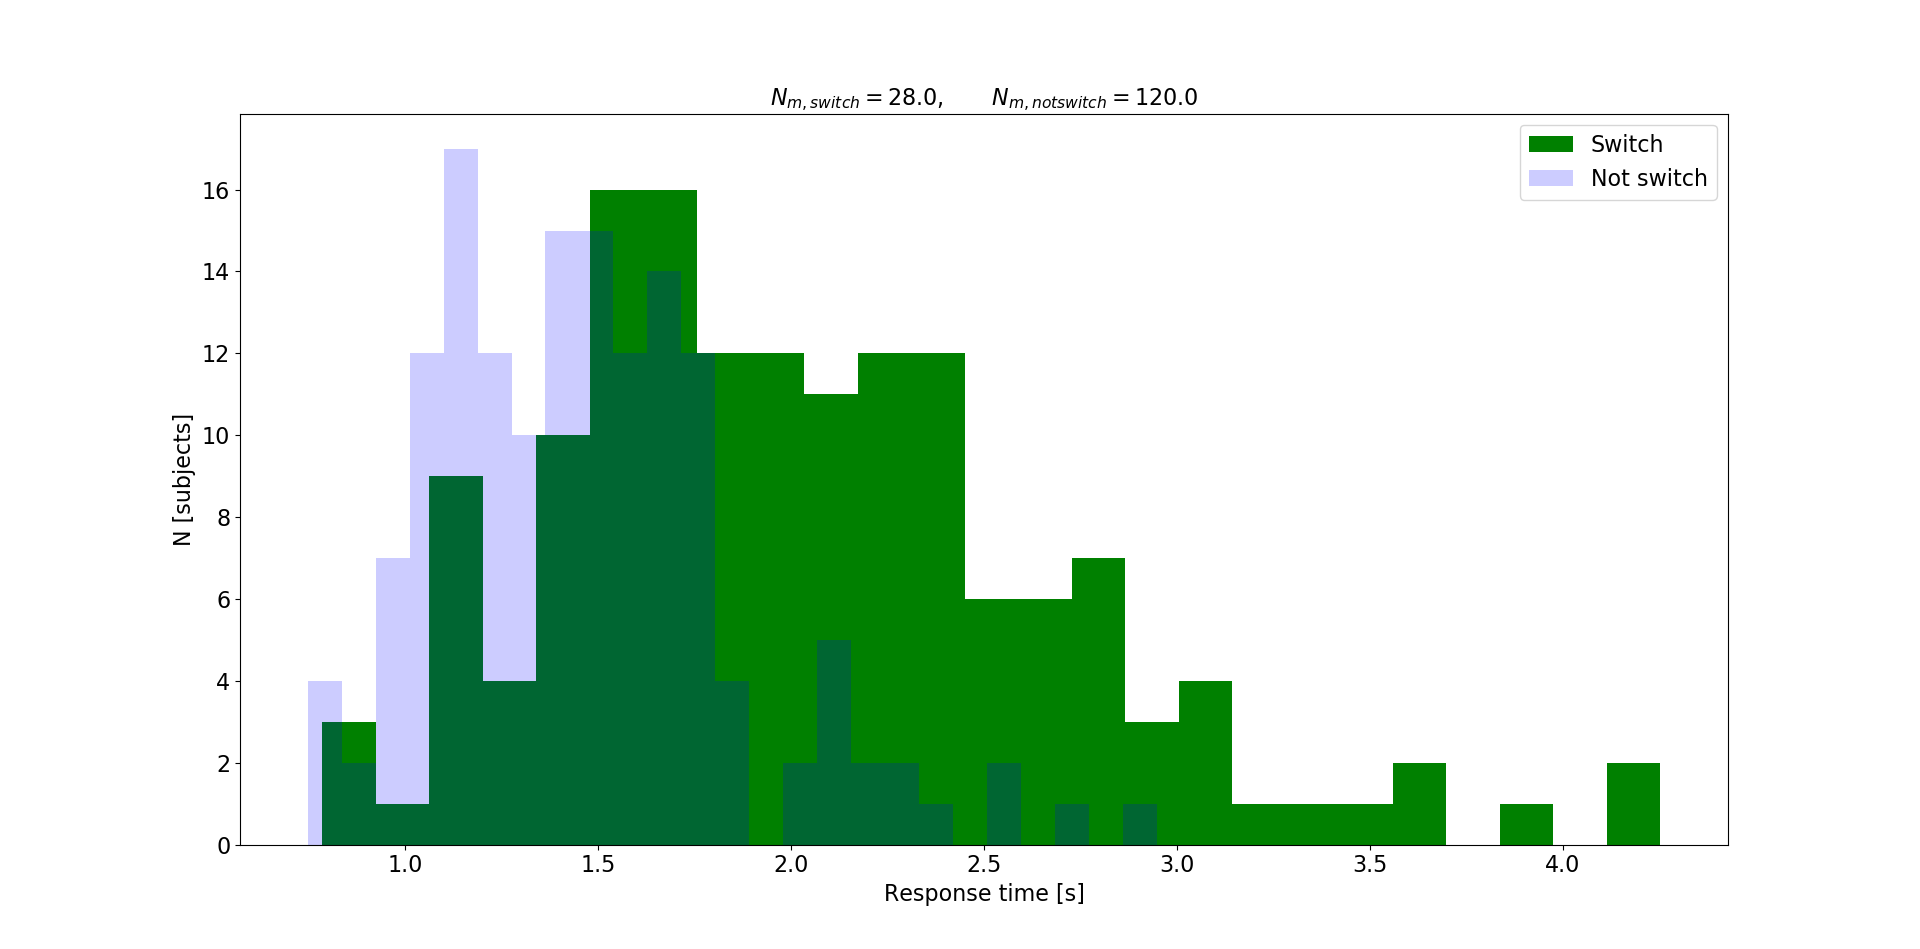 N_{m, switch} = 28.0,    N_{m, notswitch} = 120.0
Switch
Not switch
N [subjects]
16
14
12
10
8
6
4
2
0
1.0 1.5 2.0 2.5 3.0 3.5 4.0
Response time [s]